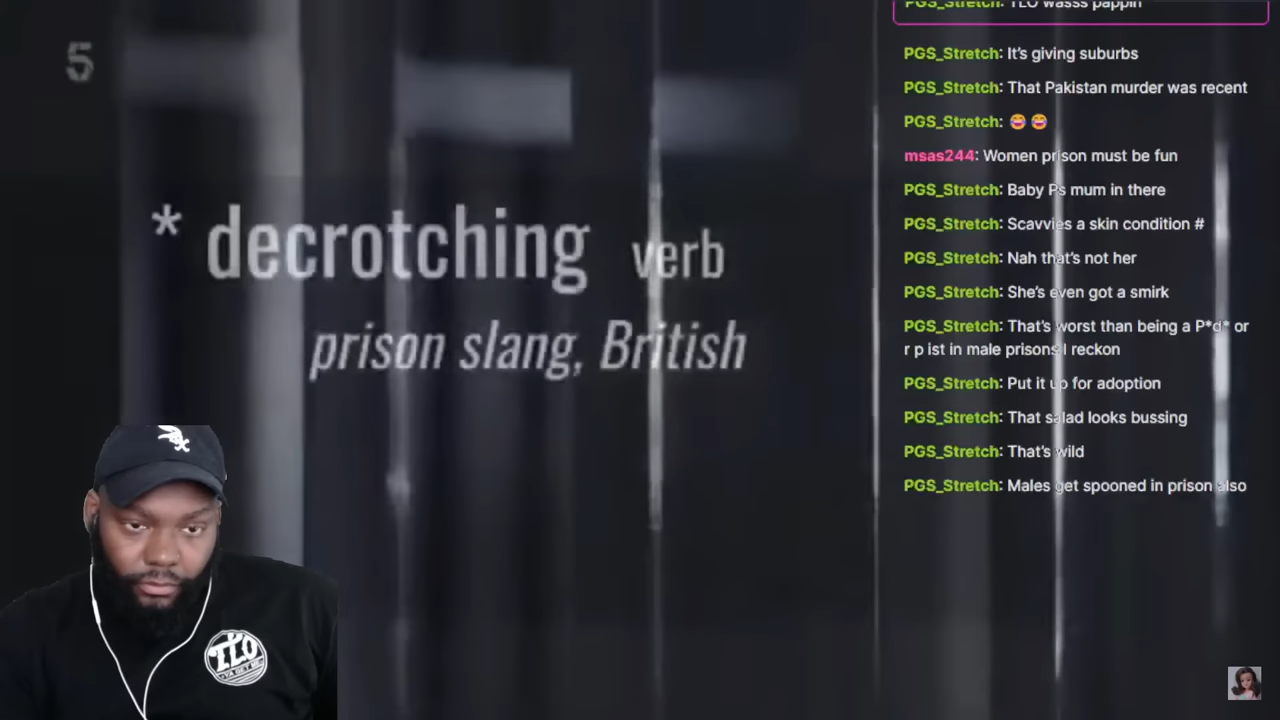 5
* decrotching verb
prison slang, British
PGS_Stretch: TLO wasss pappin
PGS_Stretch: It's giving suburbs
PGS_Stretch: That Pakistan murder was recent
PGS_Stretch: 😂 😂
msas244: Women prison must be fun
PGS_Stretch: Baby Ps mum in there
PGS_Stretch: Scavvies a skin condition #
PGS_Stretch: Nah that's not her
PGS_Stretch: She's even got a smirk
PGS_Stretch: That's worst than being a P*d* or
r p ist in male prisons I reckon
PGS_Stretch: Put it up for adoption
PGS_Stretch: That salad looks bussing
PGS_Stretch: That's wild
PGS_Stretch: Males get spooned in prison also
TLO
YA GET ME